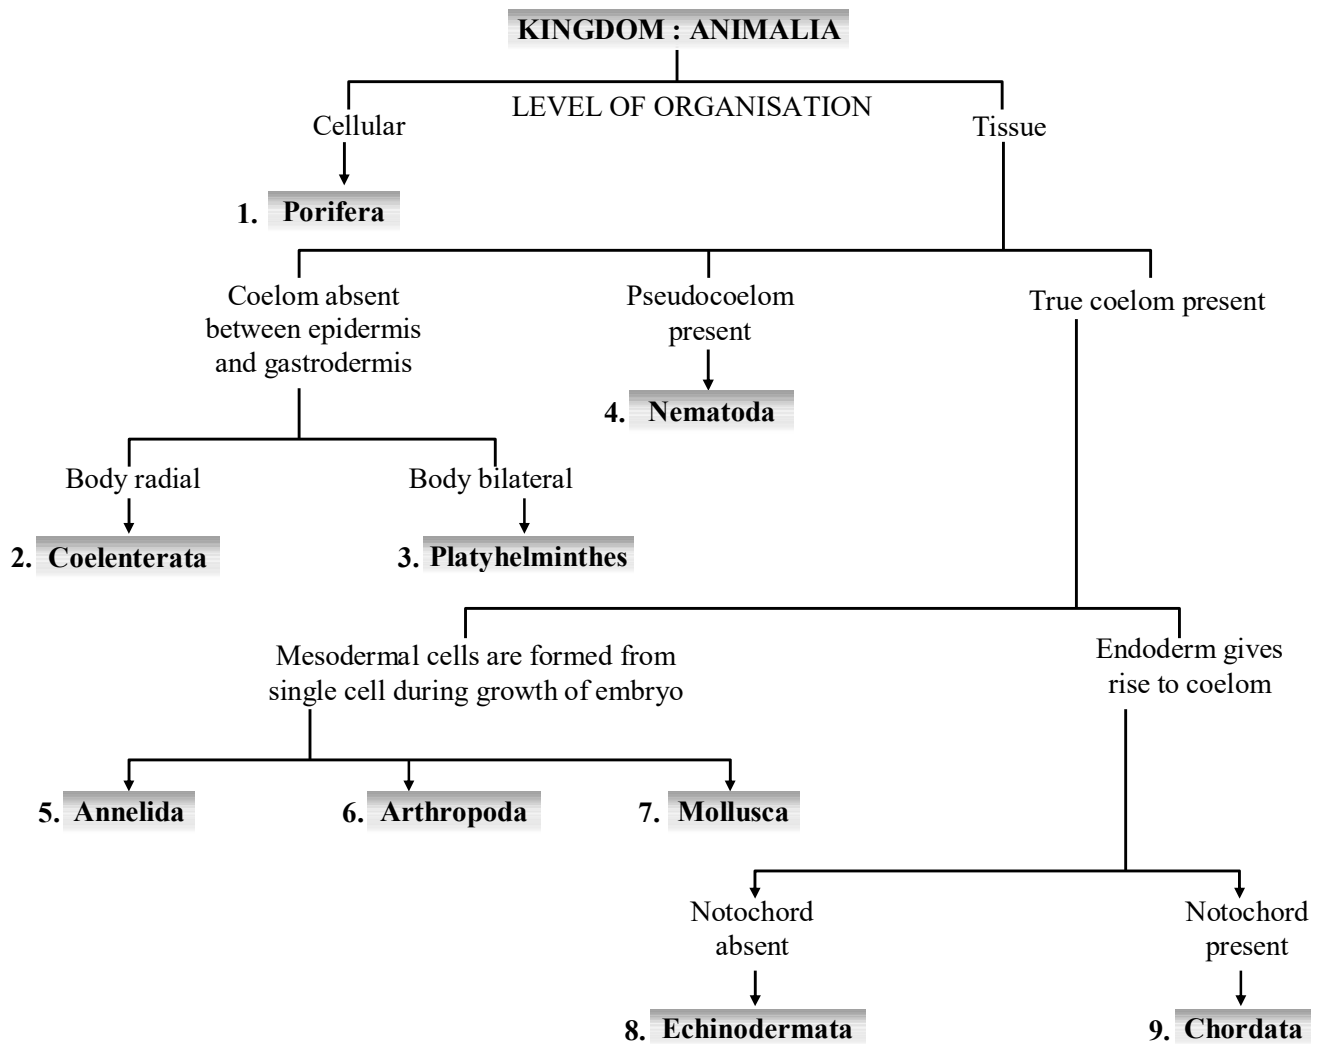 KINGDOM : ANIMALIA
LEVEL OF ORGANISATION
Cellular
Tissue
1. Porifera
Coelom absent
between epidermis
and gastrodermis
Pseudocoelom
present
True coelom present
4. Nematoda
Body radial
Body bilateral
2. Coelenterata
3. Platyhelminthes
Mesodermal cells are formed from
single cell during growth of embryo
Endoderm gives
rise to coelom
5. Annelida
6. Arthropoda
7. Mollusca
Notochord
absent
Notochord
present
8. Echinodermata
9. Chordata